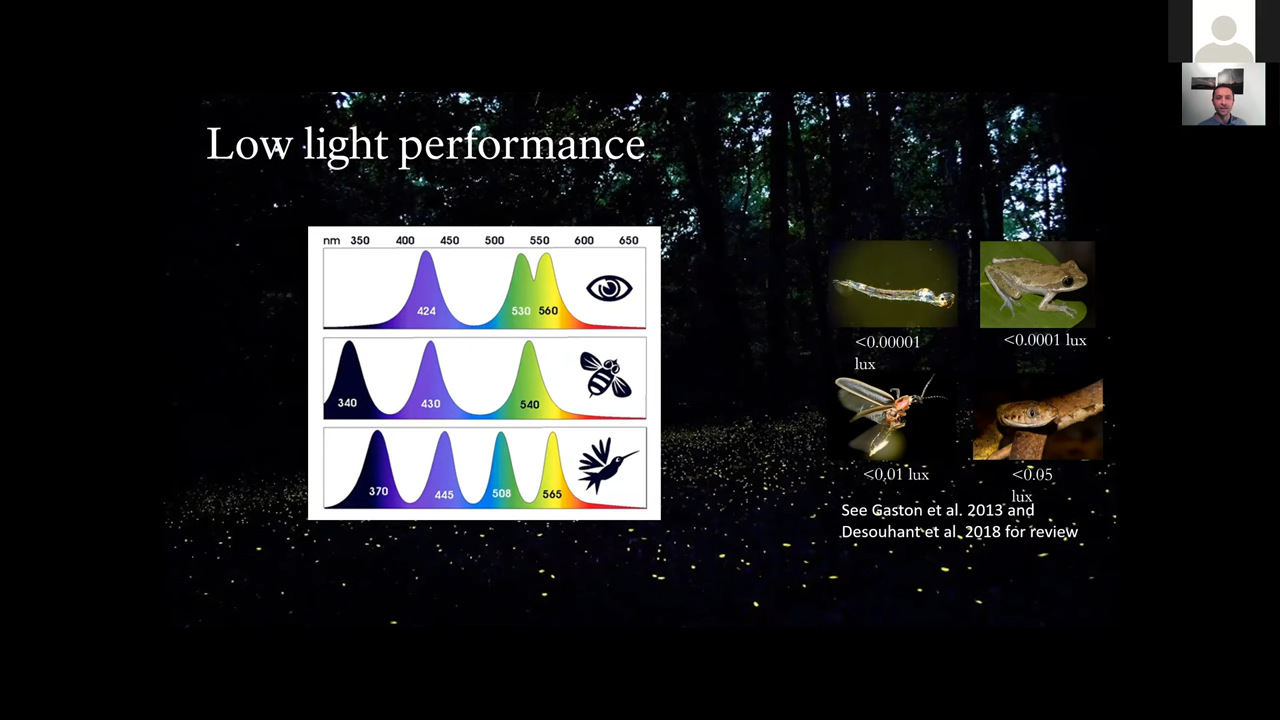 Low light performance
nm 350 400 450 500 550 600 650
424 530 560
340 430 540
370 445 508 565
<0.00001
lux
<0.0001 lux
<0.01 lux
<0.05
lux
See Gaston et al. 2013 and
Desouhant et al. 2018 for review